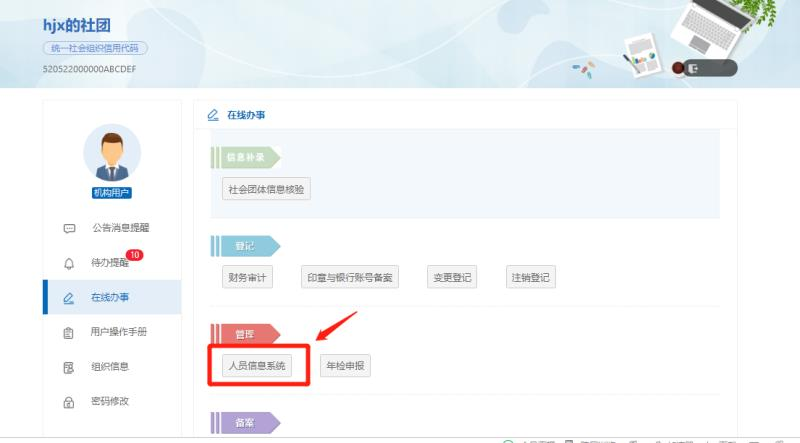 hjx的社团
统一社会组织信用代码
520522000000ABCDEF
机构用户
公告消息提醒
待办提醒
10
在线办事
用户操作手册
组织信息
密码修改
在线办事
信息补录
社会团体信息核验
登记
财务审计
印章与银行账号备案
变更登记
注销登记
管理
人员信息系统
年检申报
备案